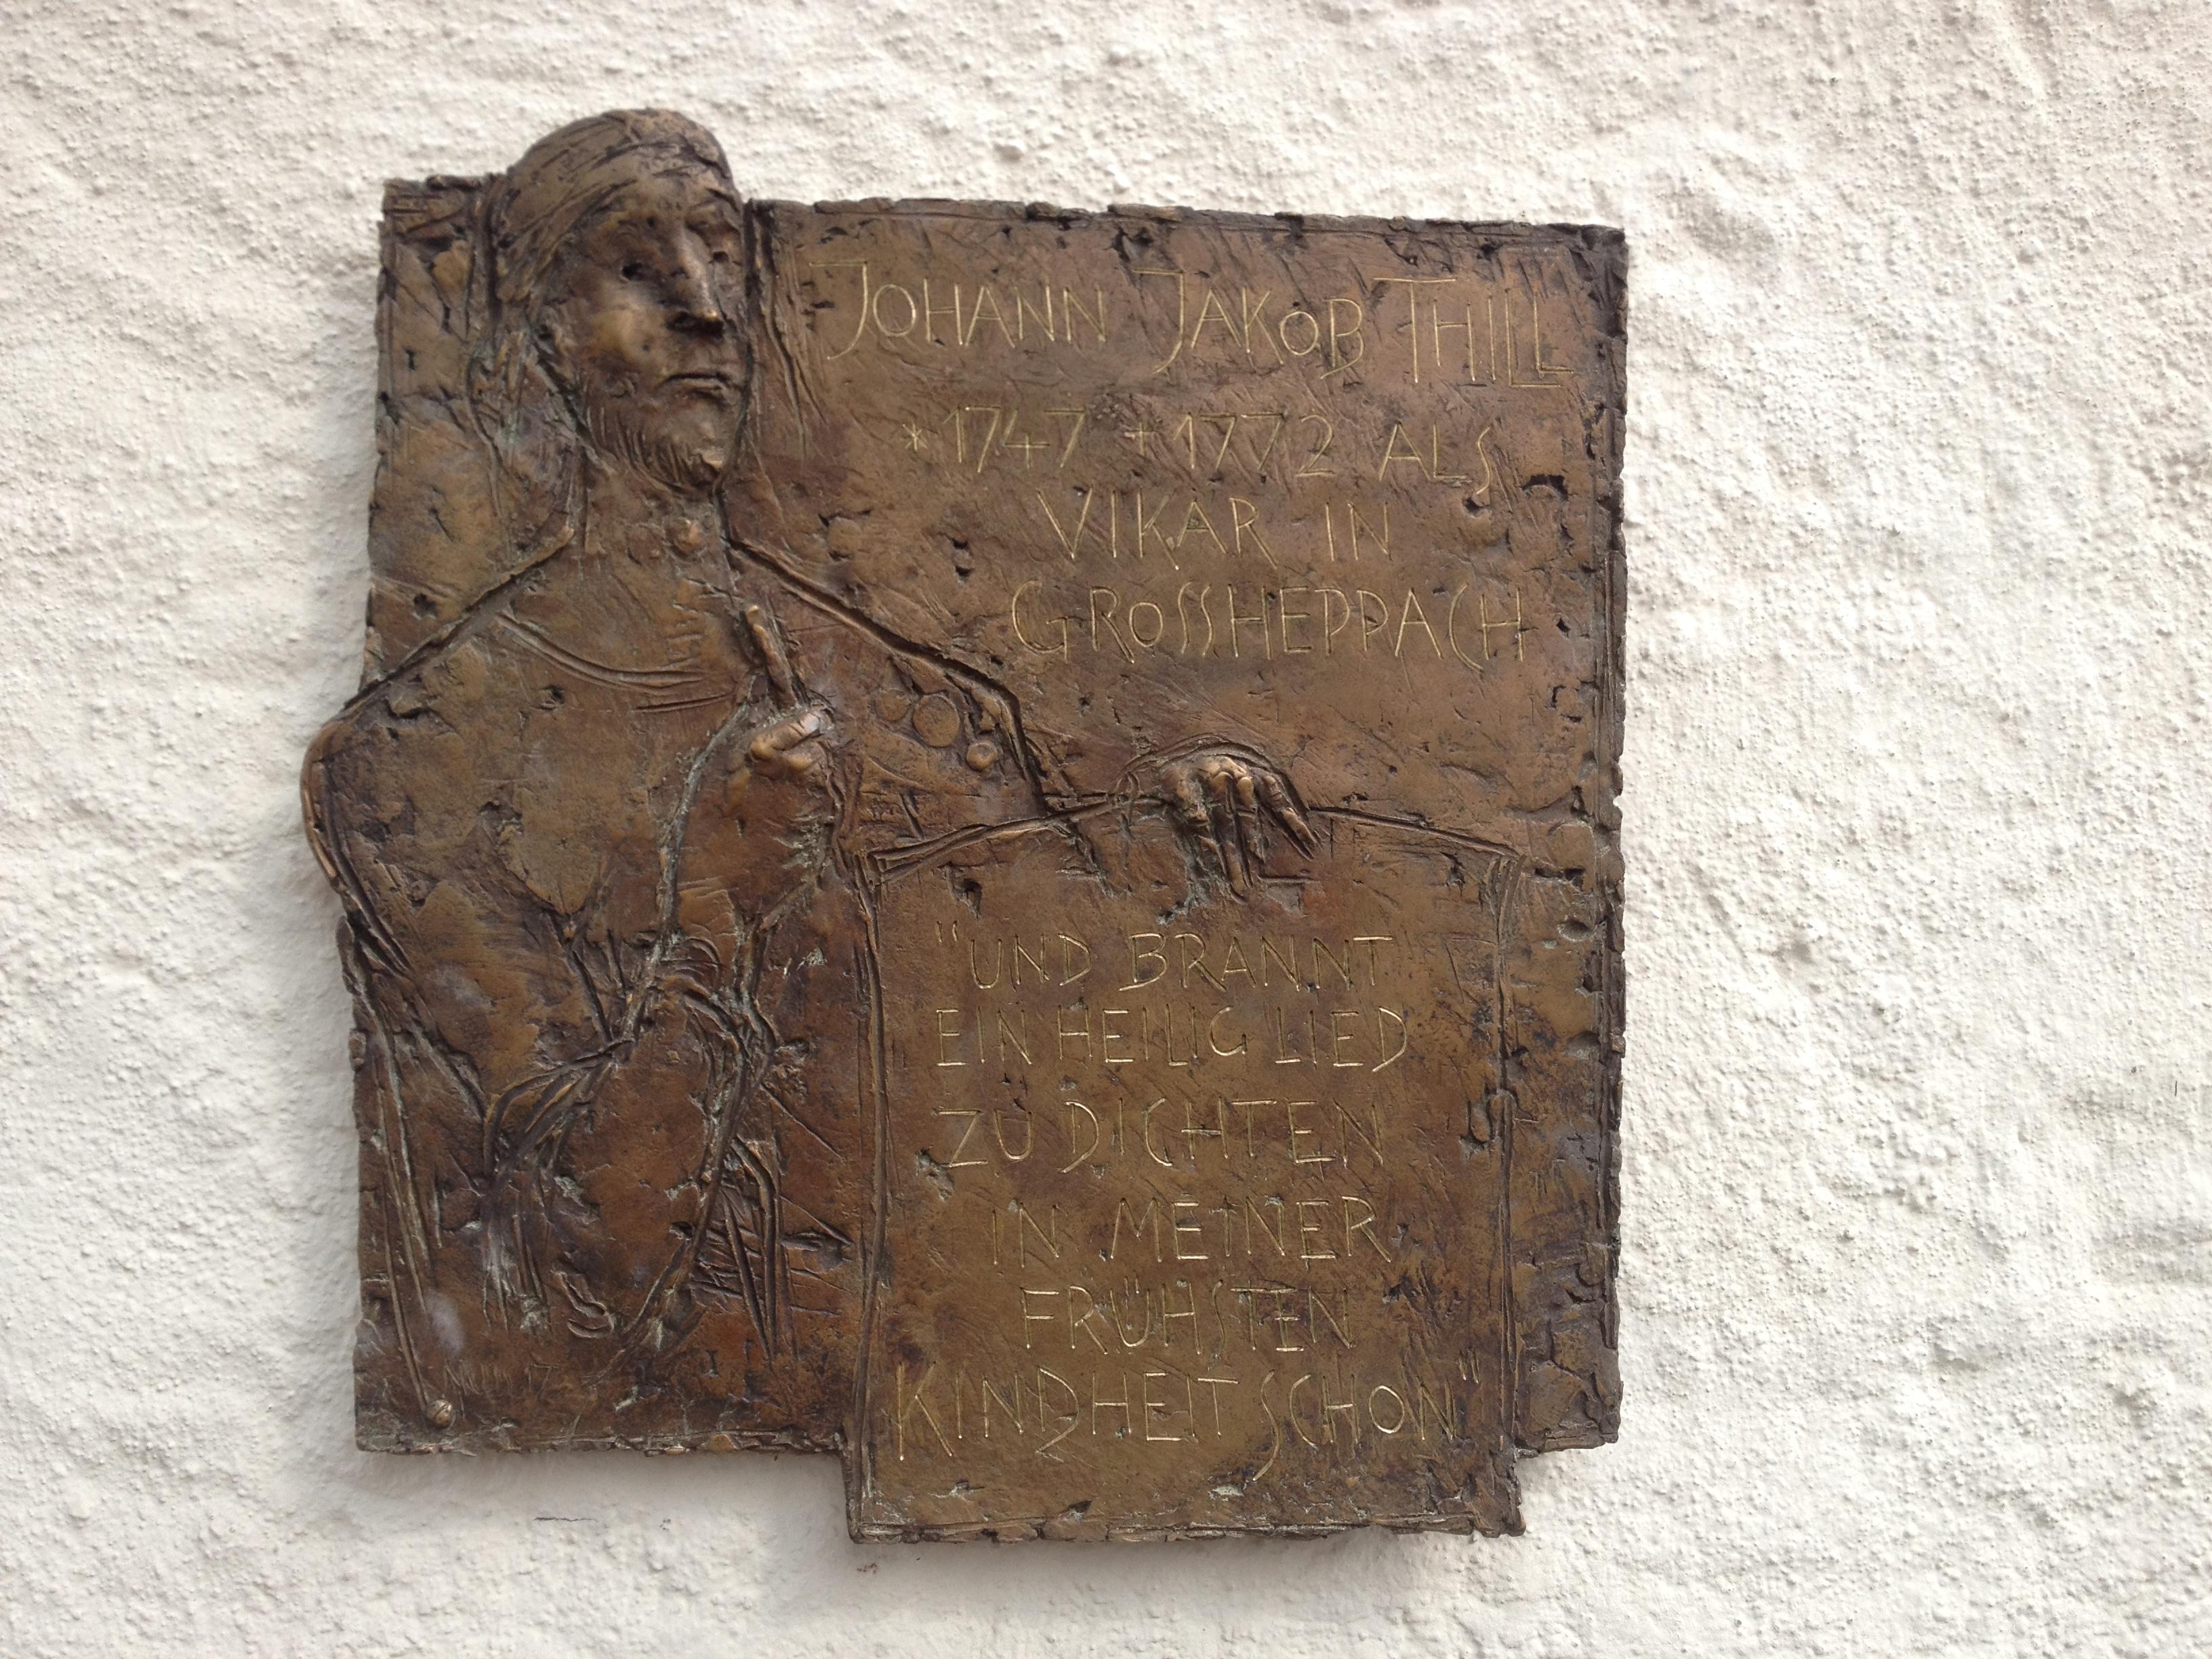 JOHANN JAKOB THILL
*1747 +1772 ALS
VIKAR IN
GROSSHEPPACH
"UND BRANNT
EIN HEILIG LIED
ZU DICHTEN
IN MEINER
FRÜHSTEN
KINDHEIT SCHON"